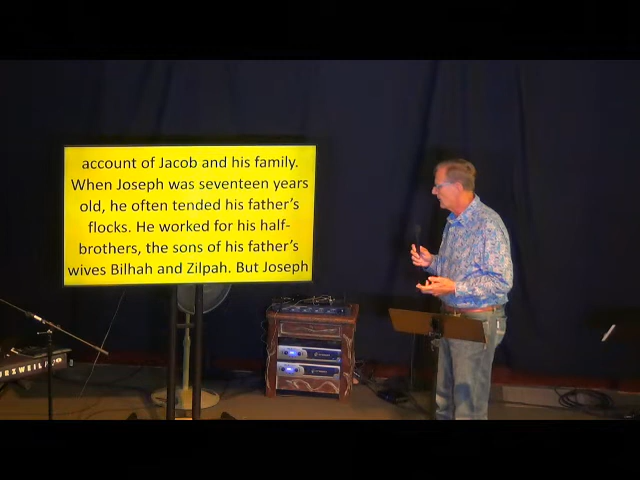 account of Jacob and his family.
When Joseph was seventeen years
old, he often tended his father's
flocks. He worked for his half-
brothers, the sons of his father's
wives Bilhah and Zilpah. But Joseph
KURZWEIL